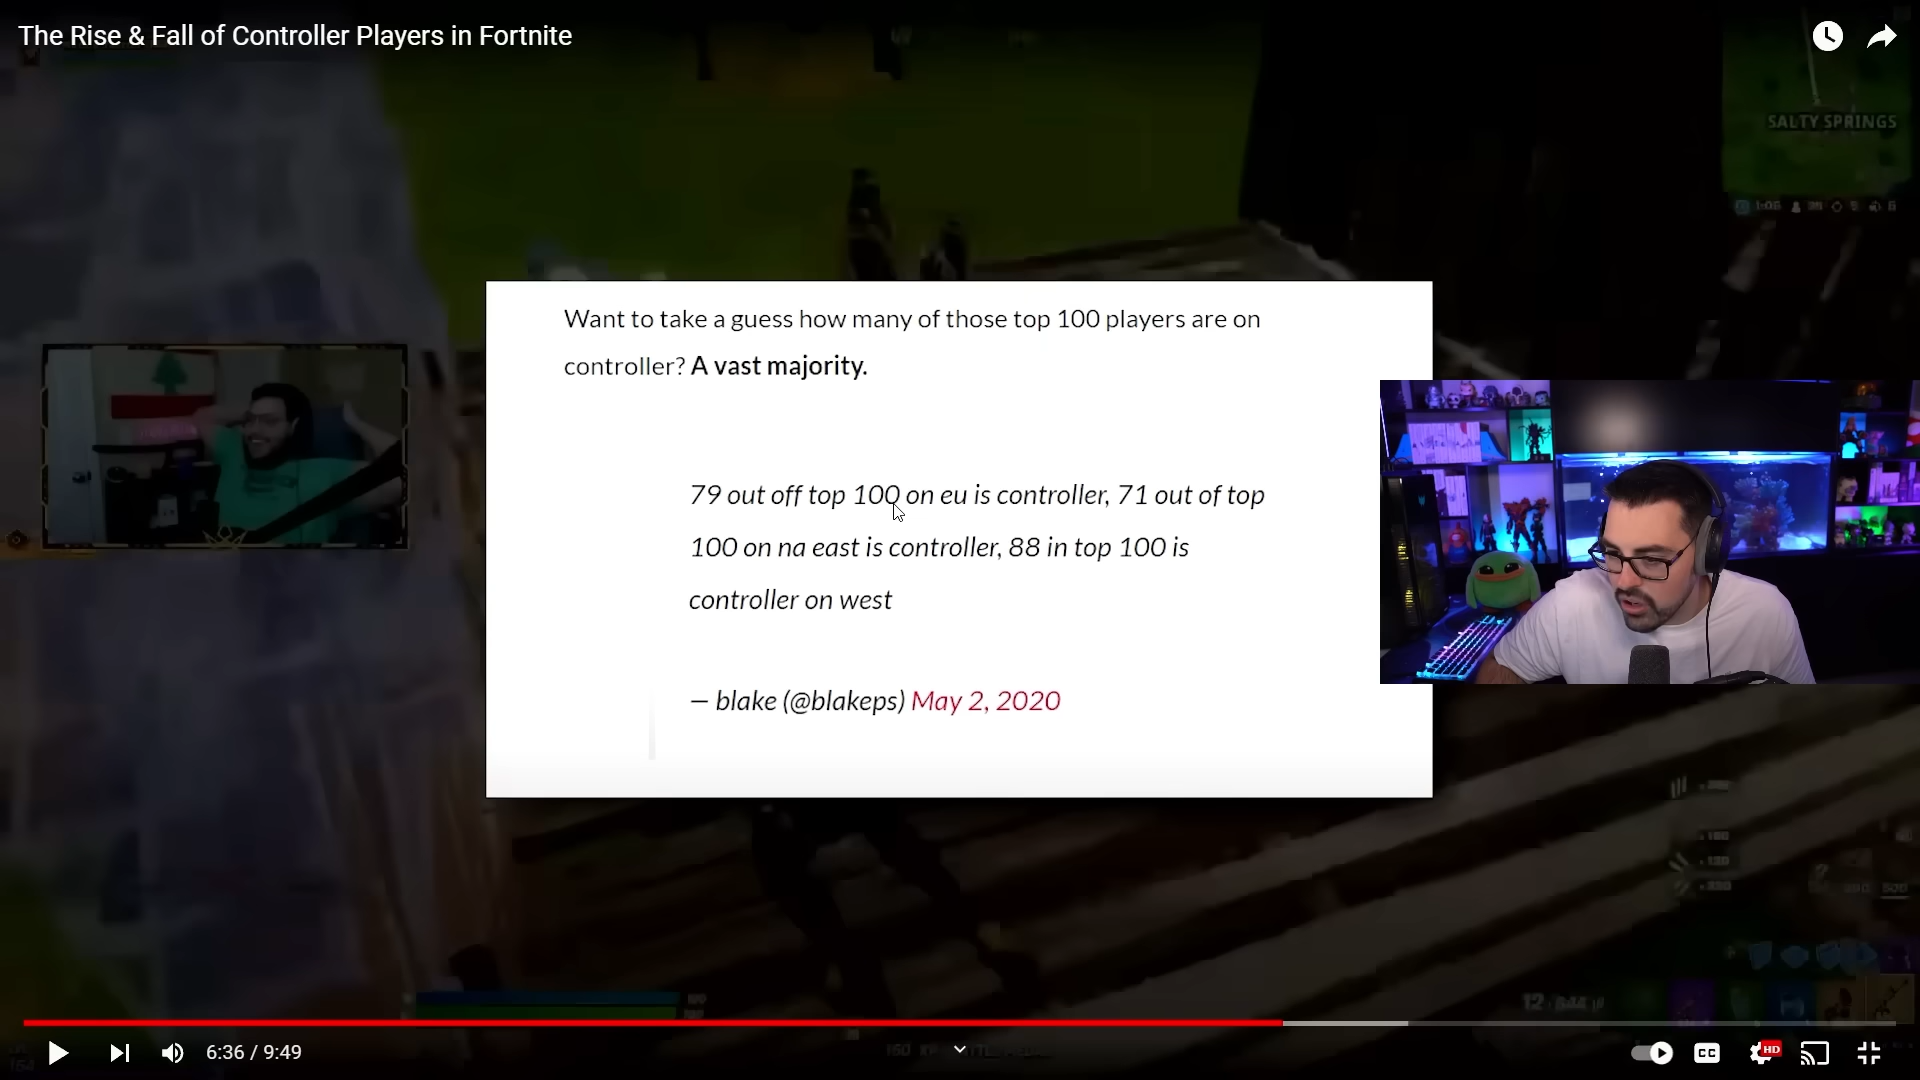 The Rise & Fall of Controller Players in Fortnite
SALTY SPRINGS
Want to take a guess how many of those top 100 players are on
controller? A vast majority.
79 out off top 100 on eu is controller, 71 out of top
100 on na east is controller, 88 in top 100 is
controller on west
— blake (@blakeps) May 2, 2020
6:36 / 9:49
CC
HD